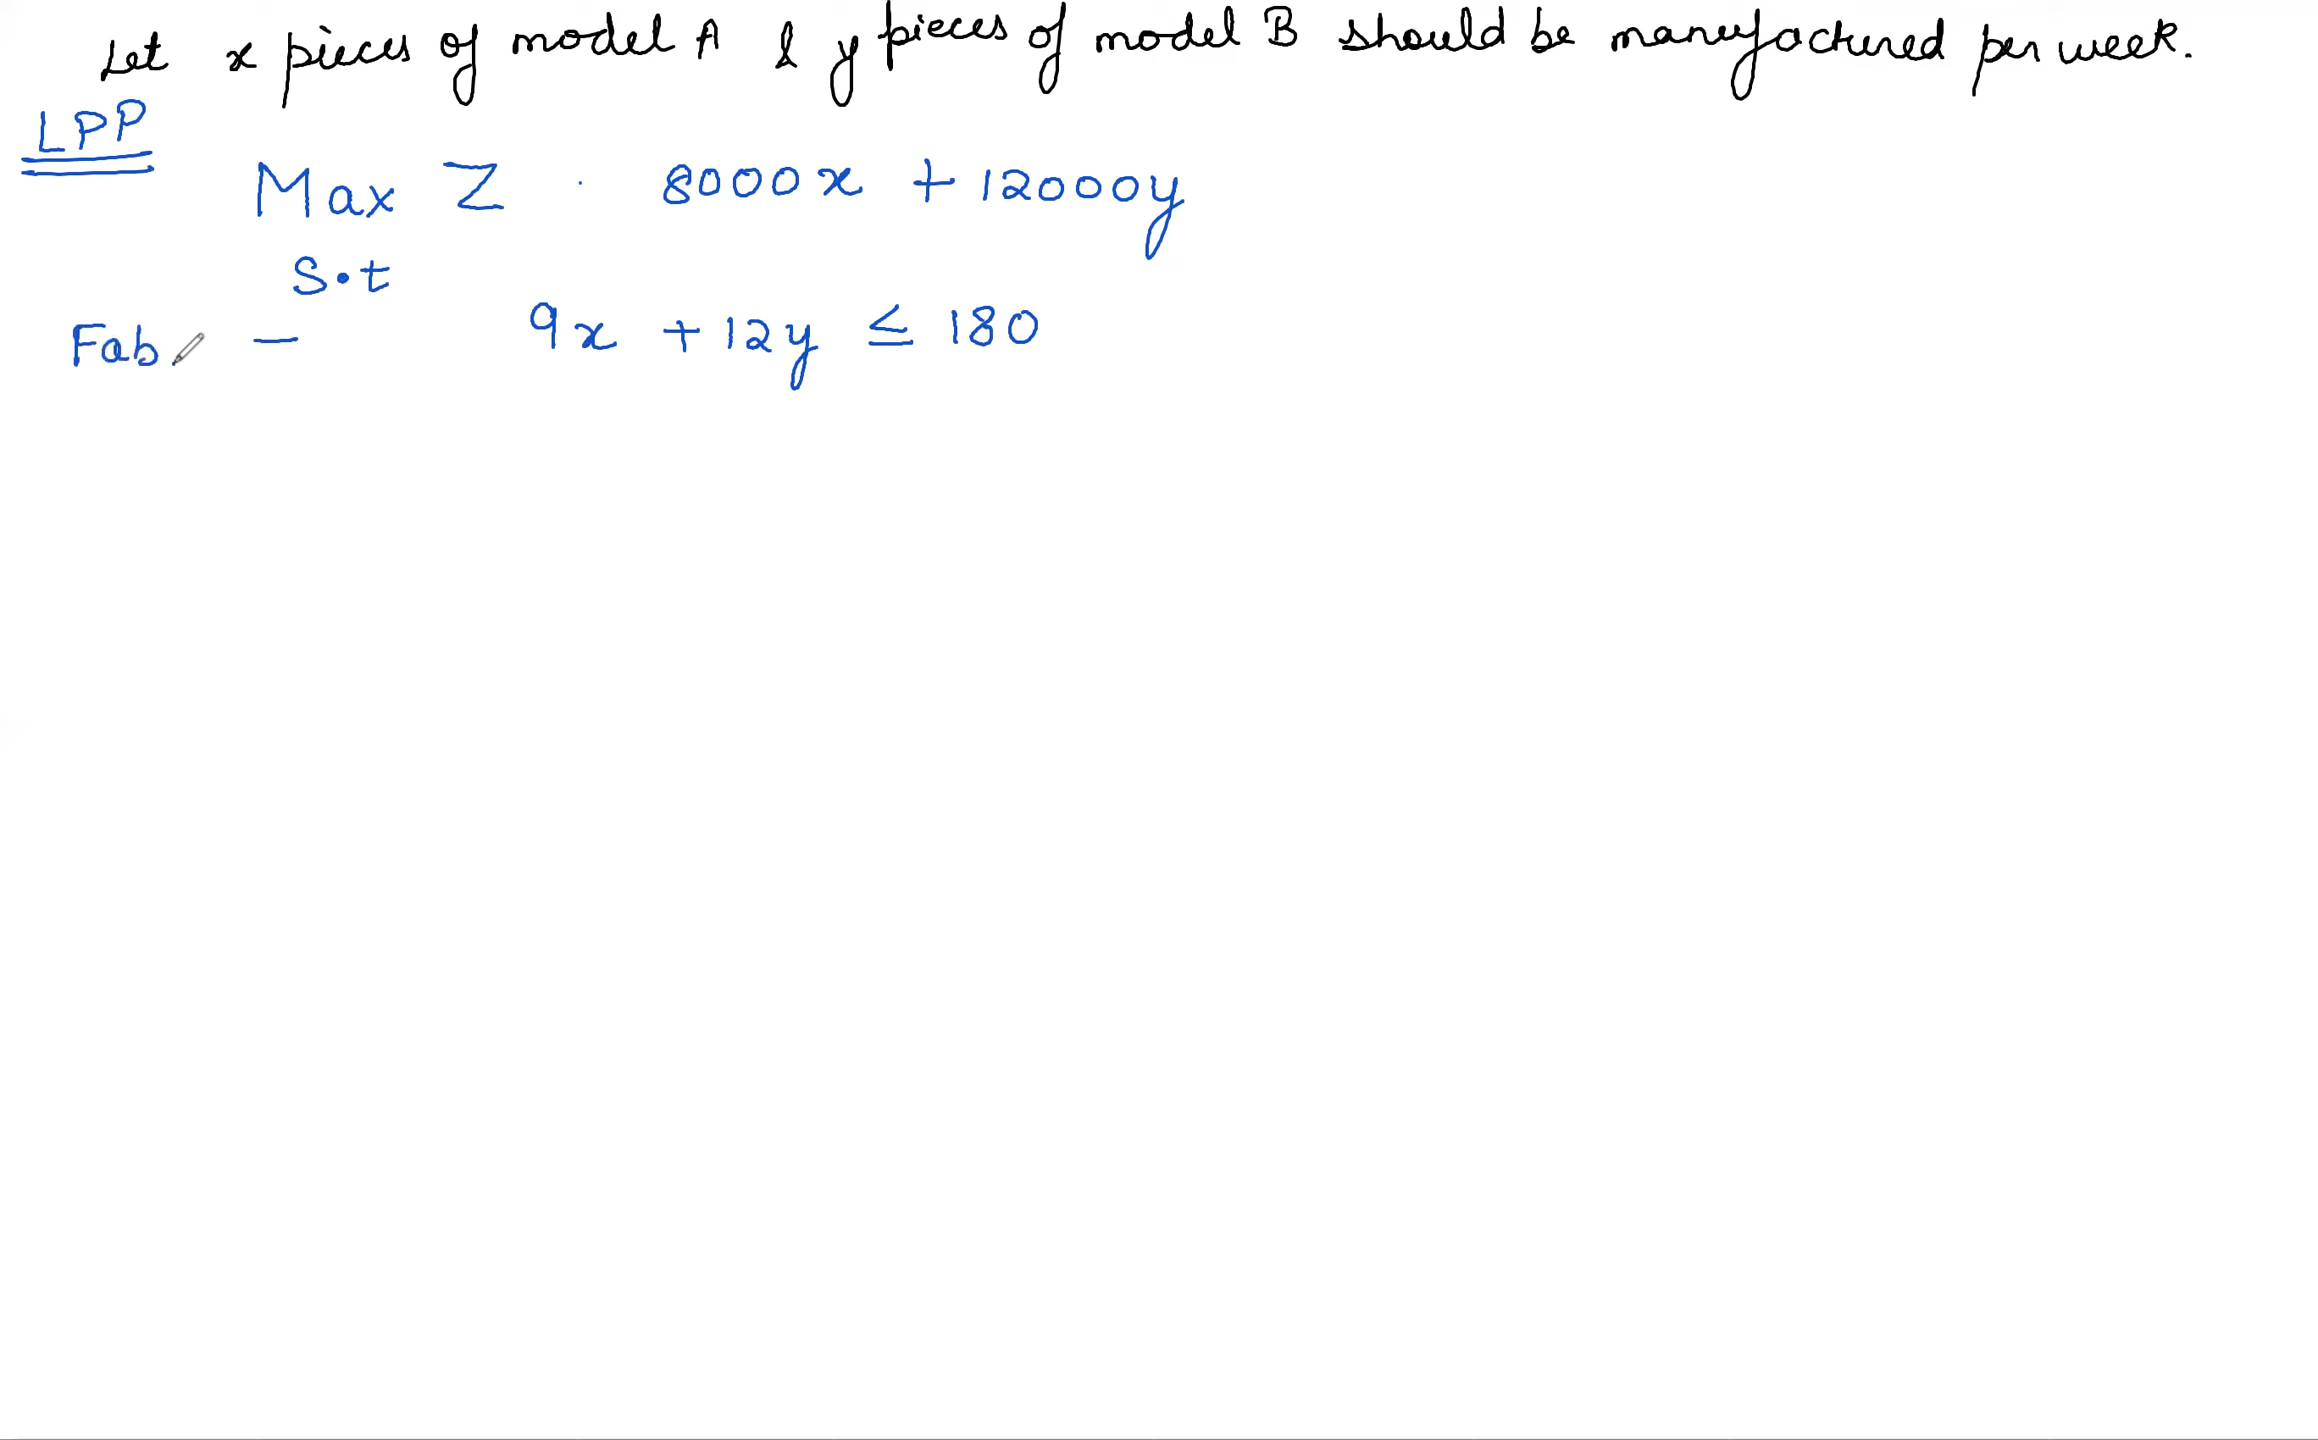 Let x pieces of model A & y pieces of model B should be manufactured per week.
LPP
Max Z . 8000x + 12000y
S.t
Fab. - 9x + 12y ≤ 180